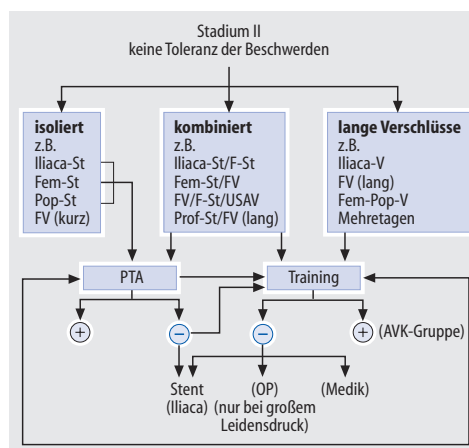 Stadium II
keine Toleranz der Beschwerden
isoliert
z.B.
Iliaca-St
Fem-St
Pop-St
FV (kurz)
kombiniert
z.B.
Iliaca-St/F-St
Fem-St/FV
FV/F-St/USAV
Prof-St/FV (lang)
lange Verschlüsse
z.B.
Iliaca-V
FV (lang)
Fem-Pop-V
Mehretagen
PTA
Training
+
−
−
+ (AVK-Gruppe)
Stent
(Iliaca)
(OP)
(nur bei großem
Leidensdruck)
(Medik)